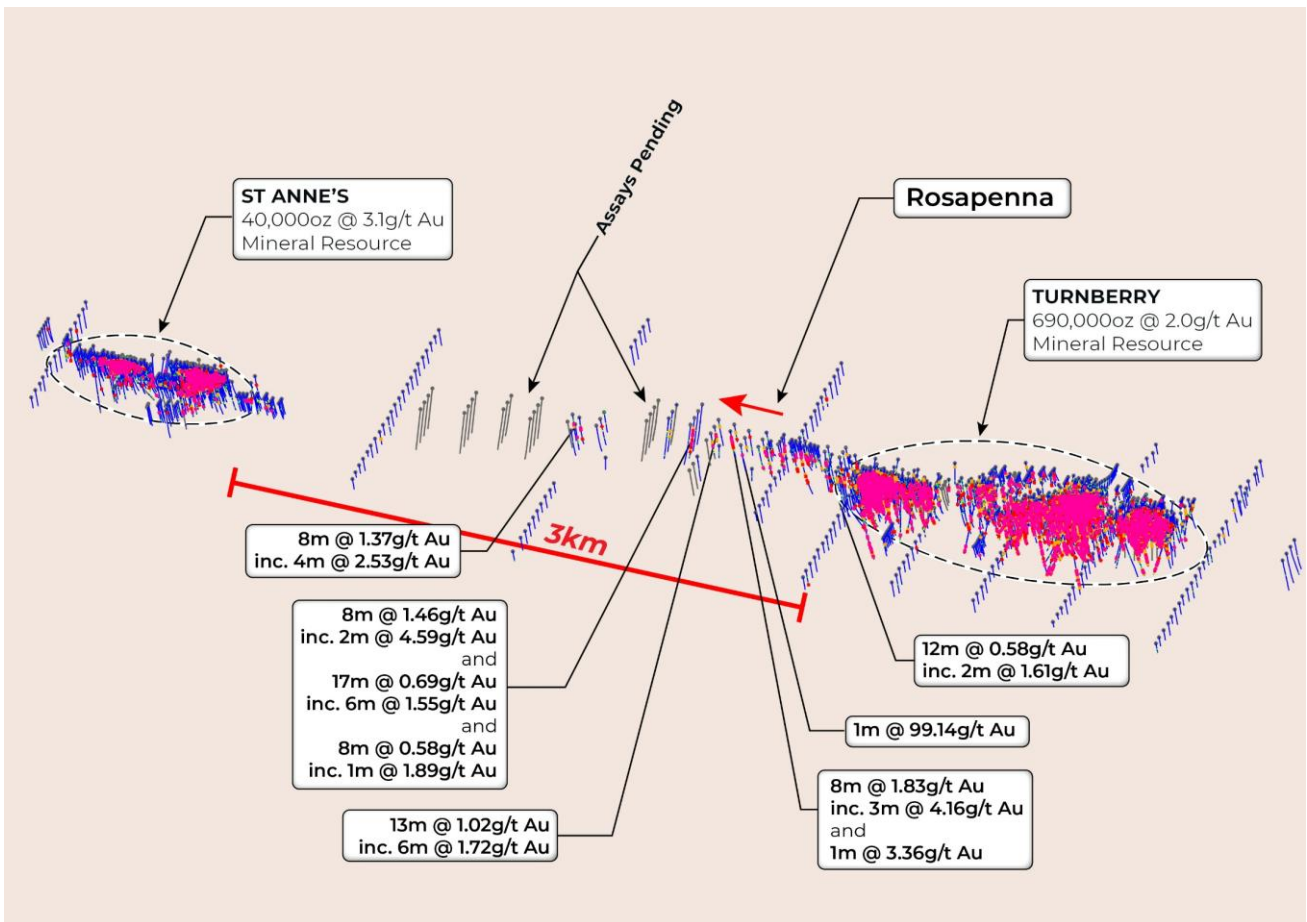 Assays Pending
ST ANNE'S
40,000oz @ 3.1g/t Au
Mineral Resource
Rosapenna
TURNBERRY
690,000oz @ 2.0g/t Au
Mineral Resource
3km
8m @ 1.37g/t Au
inc. 4m @ 2.53g/t Au
8m @ 1.46g/t Au
inc. 2m @ 4.59g/t Au
and
17m @ 0.69g/t Au
inc. 6m @ 1.55g/t Au
and
8m @ 0.58g/t Au
inc. 1m @ 1.89g/t Au
13m @ 1.02g/t Au
inc. 6m @ 1.72g/t Au
12m @ 0.58g/t Au
inc. 2m @ 1.61g/t Au
1m @ 99.14g/t Au
8m @ 1.83g/t Au
inc. 3m @ 4.16g/t Au
and
1m @ 3.36g/t Au